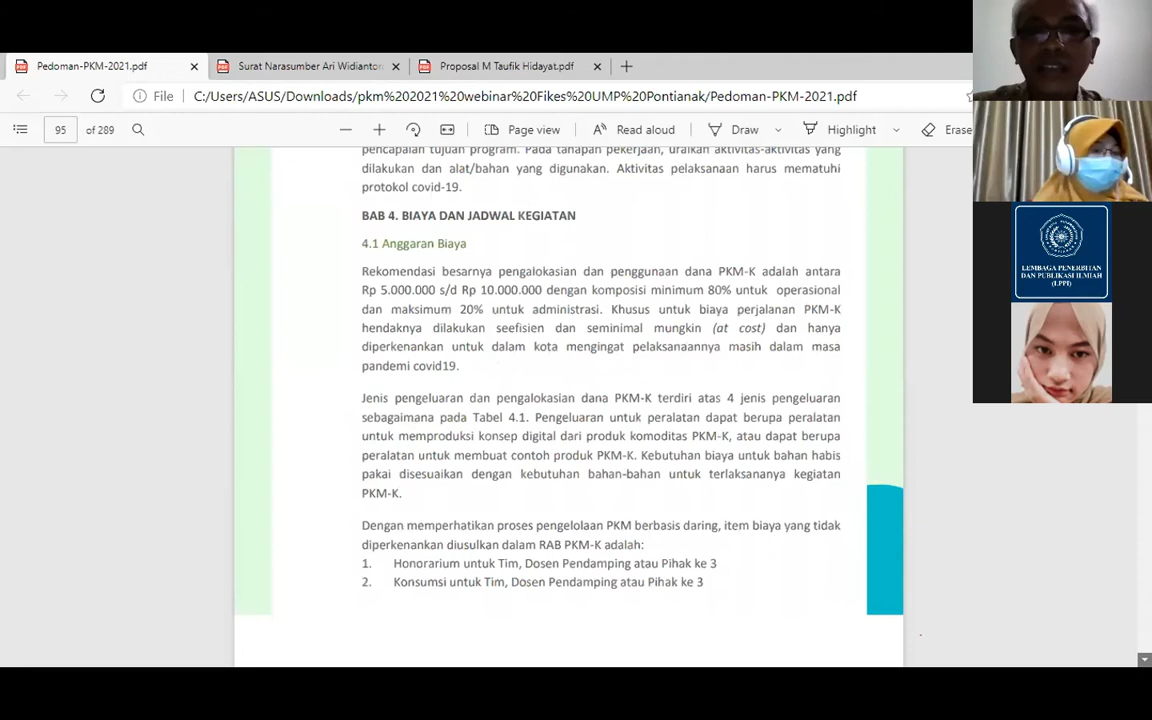 Pedoman-PKM-2021.pdf
Surat Narasumber Ari Widiantor
Proposal M Taufik Hidayat.pdf
File
C:/Users/ASUS/Downloads/pkm%202021%20webinar%20Fikes%20UMP%20Pontianak/Pedoman-PKM-2021.pdf
95 of 289
Page view
Read aloud
Draw
Highlight
Erase
pencapaian tujuan program. Pada tahapan pekerjaan, uraikan aktivitas-aktivitas yang
dilakukan dan alat/bahan yang digunakan. Aktivitas pelaksanaan harus mematuhi
protokol covid-19.
BAB 4. BIAYA DAN JADWAL KEGIATAN
4.1 Anggaran Biaya
Rekomendasi besarnya pengalokasian dan penggunaan dana PKM-K adalah antara
Rp 5.000.000 s/d Rp 10.000.000 dengan komposisi minimum 80% untuk operasional
dan maksimum 20% untuk administrasi. Khusus untuk biaya perjalanan PKM-K
hendaknya dilakukan seefisien dan seminimal mungkin (at cost) dan hanya
diperkenankan untuk dalam kota mengingat pelaksanaannya masih dalam masa
pandemi covid19.
Jenis pengeluaran dan pengalokasian dana PKM-K terdiri atas 4 jenis pengeluaran
sebagaimana pada Tabel 4.1. Pengeluaran untuk peralatan dapat berupa peralatan
untuk memproduksi konsep digital dari produk komoditas PKM-K, atau dapat berupa
peralatan untuk membuat contoh produk PKM-K. Kebutuhan biaya untuk bahan habis
pakai disesuaikan dengan kebutuhan bahan-bahan untuk terlaksananya kegiatan
PKM-K.
Dengan memperhatikan proses pengelolaan PKM berbasis daring, item biaya yang tidak
diperkenankan diusulkan dalam RAB PKM-K adalah:
1. Honorarium untuk Tim, Dosen Pendamping atau Pihak ke 3
2. Konsumsi untuk Tim, Dosen Pendamping atau Pihak ke 3
LEMBAGA PENERBITAN
DAN PUBLIKASI ILMIAH
(LPPI)